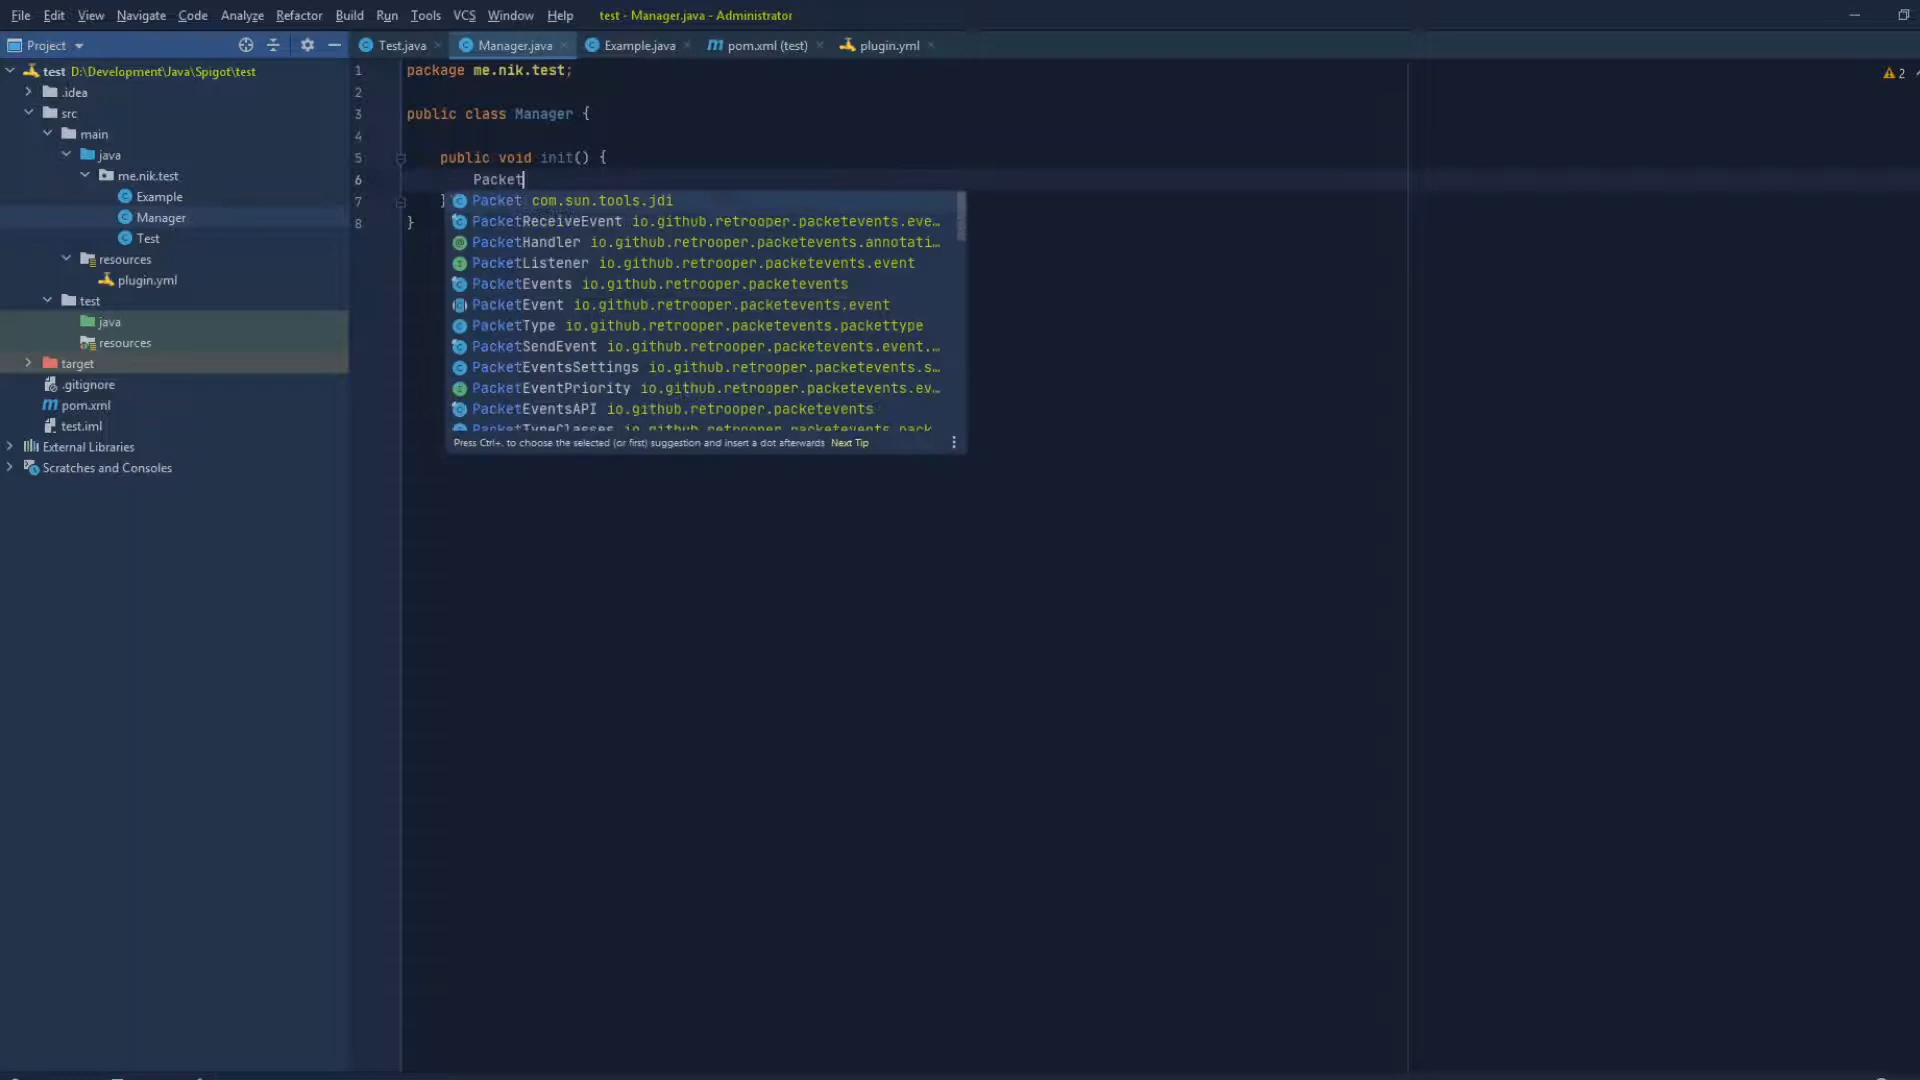 File Edit View Navigate Code Analyze Refactor Build Run Tools VCS Window Help test - Manager.java - Administrator
Project Test.java Manager.java Example.java pom.xml (test) plugin.yml
test D:\Development\Java\Spigot\test
.idea
src
main
java
me.nik.test
Example
Manager
Test
resources
plugin.yml
test
java
resources
target
.gitignore
pom.xml
test.iml
External Libraries
Scratches and Consoles
1 package me.nik.test;
2
3 public class Manager {
4
5 public void init() {
6 Packet
7 }
8 }
2
Packet com.sun.tools.jdi
PacketReceiveEvent io.github.retrooper.packetevents.eve…
PacketHandler io.github.retrooper.packetevents.annotati…
PacketListener io.github.retrooper.packetevents.event
PacketEvents io.github.retrooper.packetevents
PacketEvent io.github.retrooper.packetevents.event
PacketType io.github.retrooper.packetevents.packettype
PacketSendEvent io.github.retrooper.packetevents.event.…
PacketEventsSettings io.github.retrooper.packetevents.s…
PacketEventPriority io.github.retrooper.packetevents.ev…
PacketEventsAPI io.github.retrooper.packetevents
PacketTypeClasses io.github.retrooper.packetevents.pack
Press Ctrl+. to choose the selected (or first) suggestion and insert a dot afterwards Next Tip